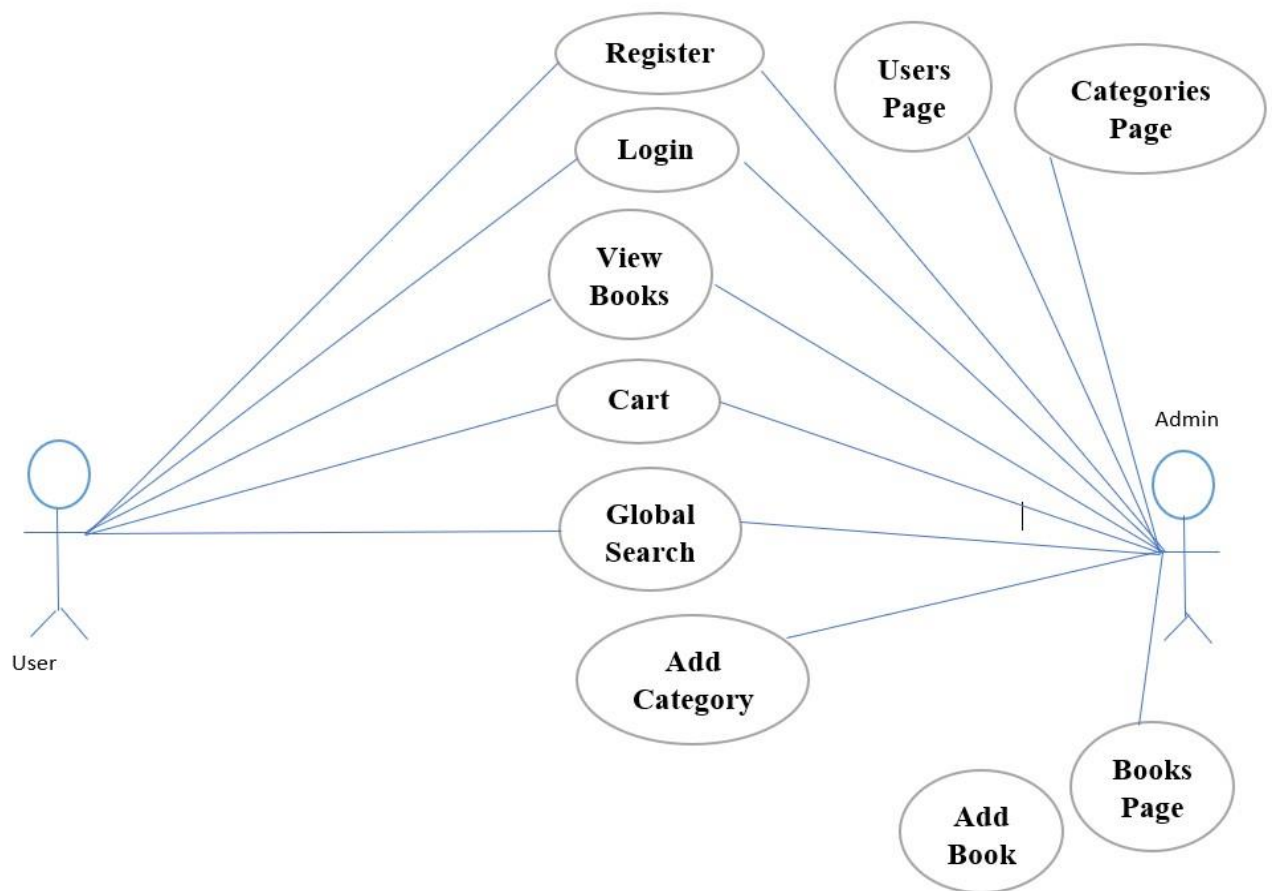 Register
Users
Page
Categories
Page
Login
View
Books
Cart
Admin
Global
Search
User
Add
Category
Books
Page
Add
Book